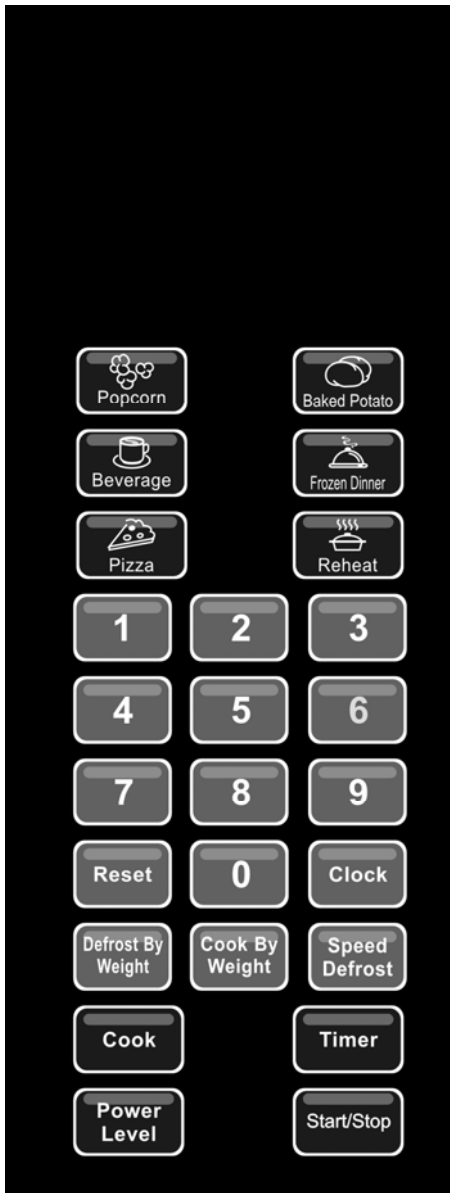 Popcorn
Baked Potato
Beverage
Frozen Dinner
Pizza
Reheat
1
2
3
4
5
6
7
8
9
Reset
0
Clock
Defrost By
Weight
Cook By
Weight
Speed
Defrost
Cook
Timer
Power
Level
Start/Stop